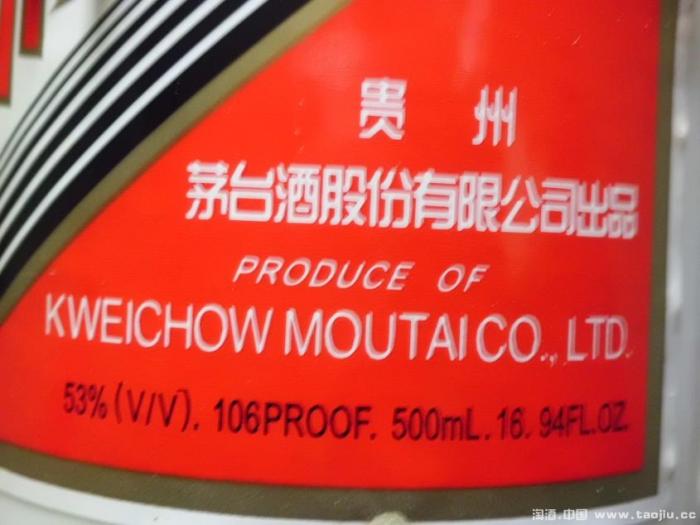 贵州
茅台酒股份有限公司出品
PRODUCE OF
KWEICHOW MOUTAI CO., LTD.
53% (V/V). 106PROOF. 500mL. 16. 94FL.OZ.
淘酒.中国 www.taojiu.cc